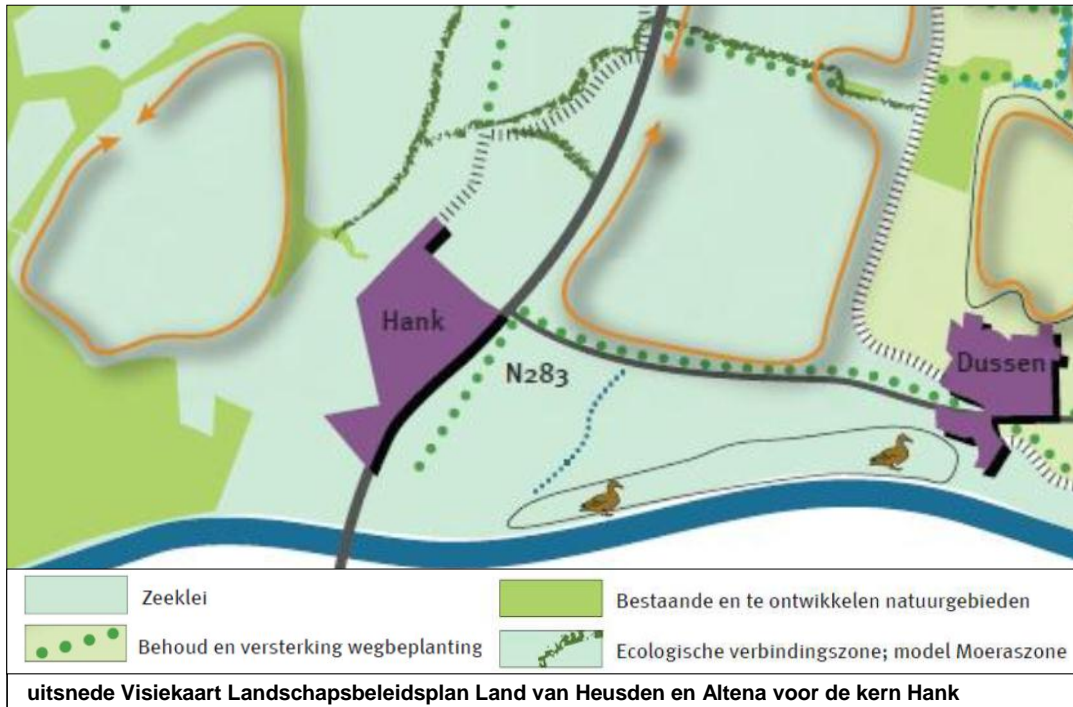 Hank
N283
Dussen
Zeeklei
Bestaande en te ontwikkelen natuurgebieden
Behoud en versterking wegbeplanting
Ecologische verbindingszone; model Moeraszone
uitsnede Visiekaart Landschapsbeleidsplan Land van Heusden en Altena voor de kern Hank